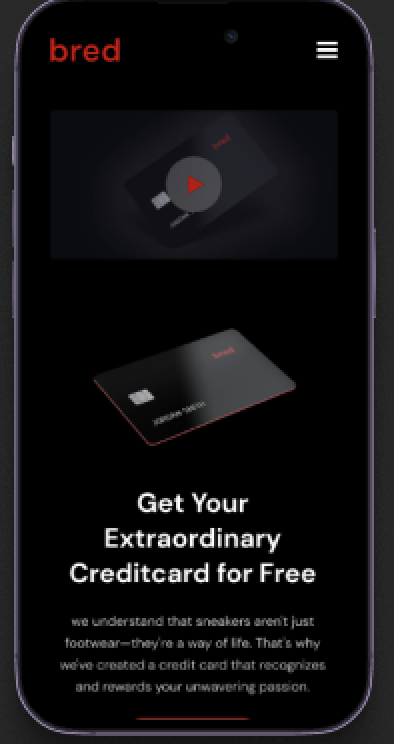 bred
bred
bred
JORDAN SMITH
Get Your
Extraordinary
Creditcard for Free
we understand that sneakers aren't just
footwear—they're a way of life. That's why
we've created a credit card that recognizes
and rewards your unwavering passion.